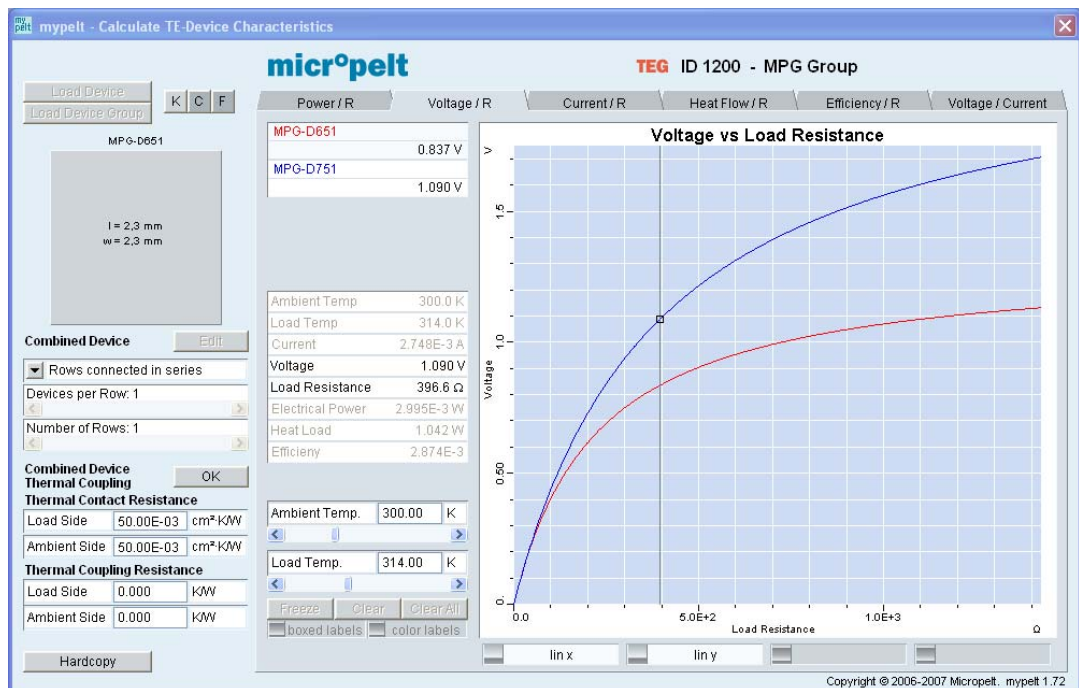 my pelt mypelt - Calculate TE-Device Characteristics
Load Device
Load Device Group
K C F
MPG-D651
l = 2,3 mm
w = 2,3 mm
Combined Device Edit
Rows connected in series
Devices per Row: 1
Number of Rows: 1
Combined Device
Thermal Coupling OK
Thermal Contact Resistance
Load Side 50.00E-03 cm²·K/W
Ambient Side 50.00E-03 cm²·K/W
Thermal Coupling Resistance
Load Side 0.000 K/W
Ambient Side 0.000 K/W
Hardcopy
micropelt TEG ID 1200 - MPG Group
Power / R Voltage / R Current / R Heat Flow / R Efficiency / R Voltage / Current
MPG-D651
0.837 V
MPG-D751
1.090 V
Ambient Temp 300.0 K
Load Temp 314.0 K
Current 2.748E-3 A
Voltage 1.090 V
Load Resistance 396.6 Ω
Electrical Power 2.995E-3 W
Heat Load 1.042 W
Efficieny 2.874E-3
Ambient Temp. 300.00 K
Load Temp. 314.00 K
Freeze Clear Clear All
boxed labels color labels
Voltage vs Load Resistance
V
1.5
1.0
Voltage
0.50
0.
0.0 5.0E+2 1.0E+3
Load Resistance Ω
lin x lin y
Copyright © 2006-2007 Micropelt. mypelt 1.72